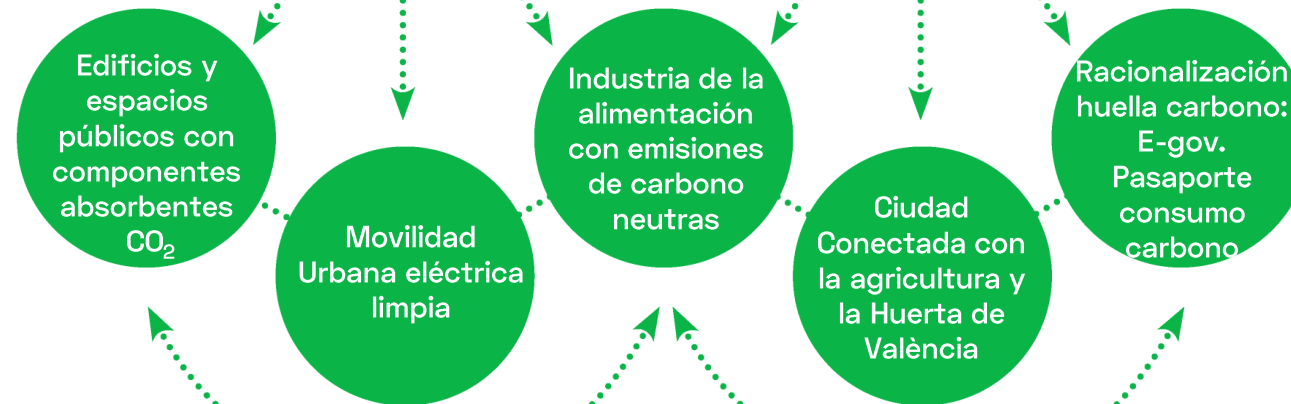 Edificios y
espacios
públicos con
componentes
absorbentes
CO₂
Movilidad
Urbana eléctrica
limpia
Industria de la
alimentación
con emisiones
de carbono
neutras
Ciudad
Conectada con
la agricultura y
la Huerta de
València
Racionalización
huella carbono:
E-gov.
Pasaporte
consumo
carbono